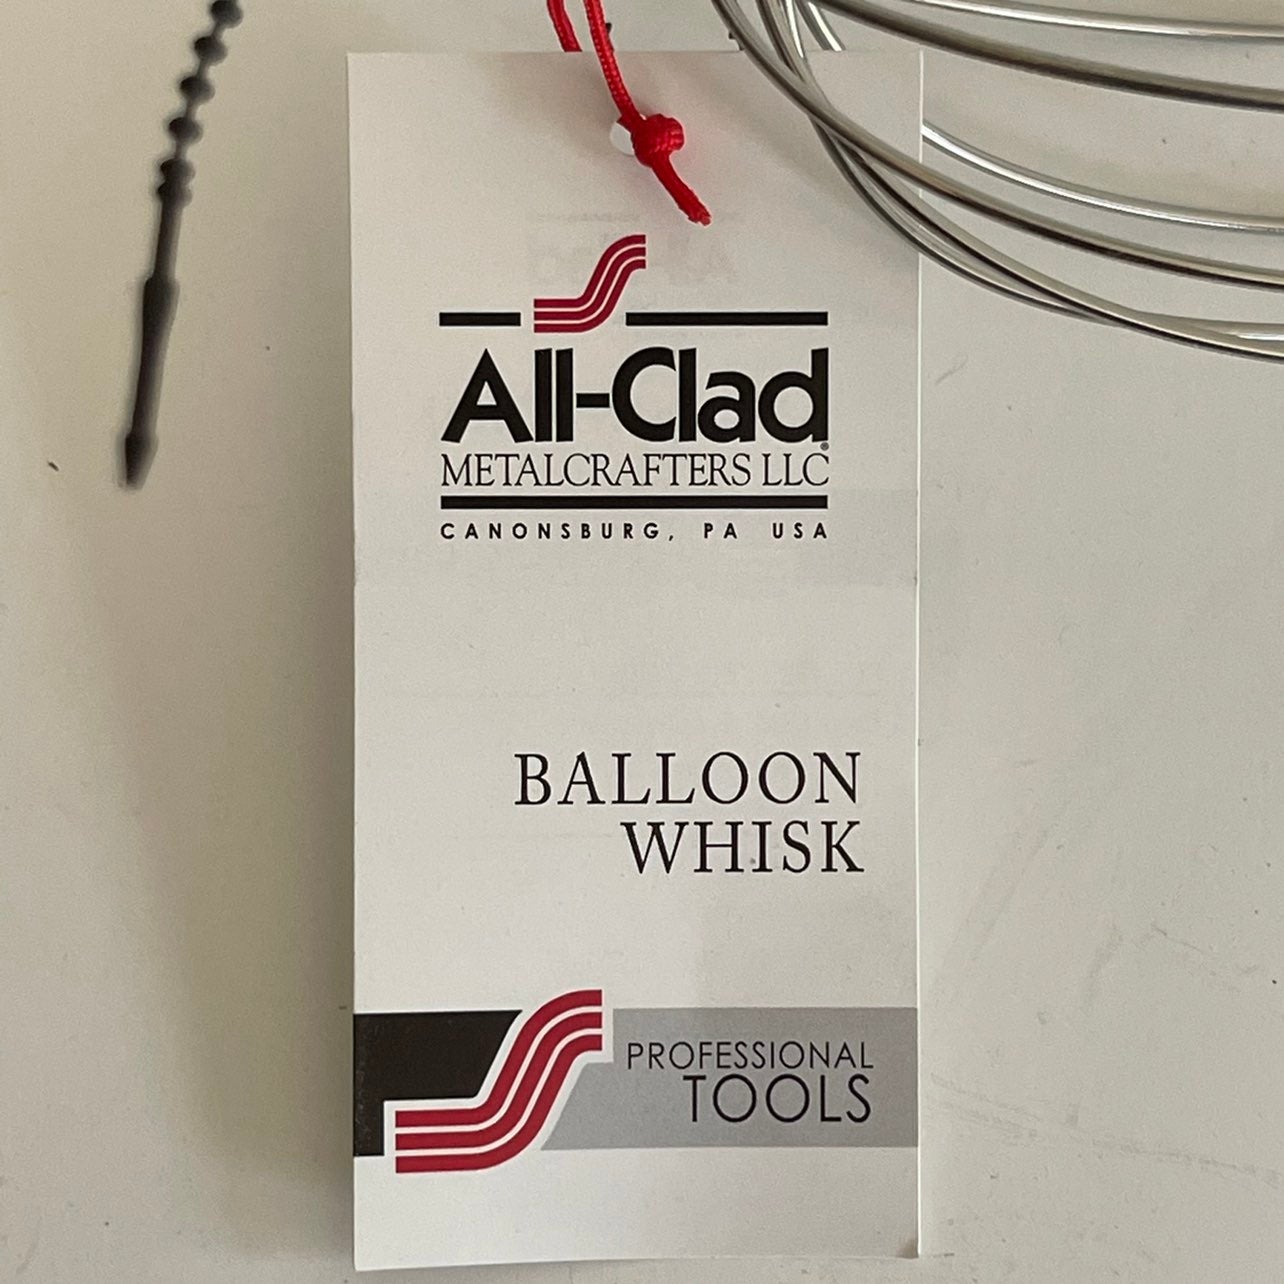 All-Clad®
METALCRAFTERS LLC
CANONSBURG, PA USA
BALLOON
WHISK
PROFESSIONAL
TOOLS